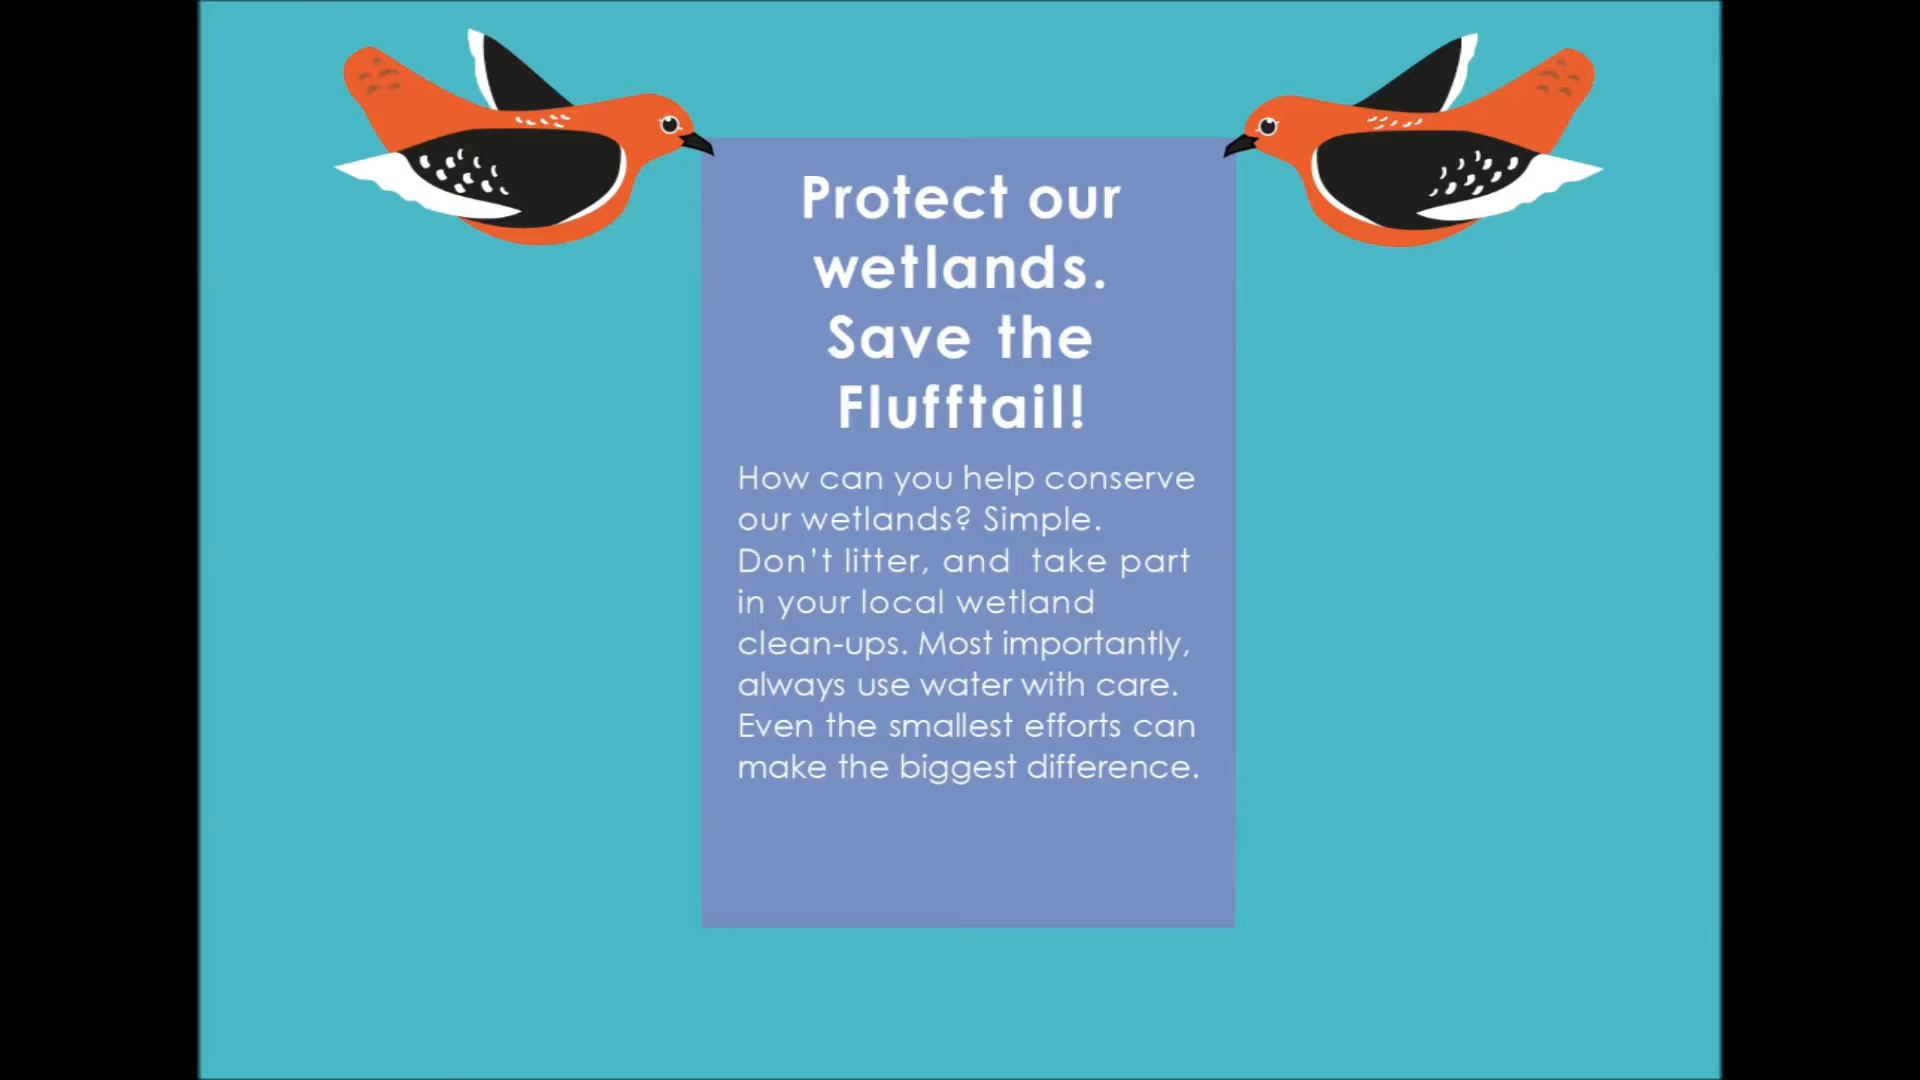 Protect our
wetlands.
Save the
Flufftail!
How can you help conserve
our wetlands? Simple.
Don't litter, and  take part
in your local wetland
clean-ups. Most importantly,
always use water with care.
Even the smallest efforts can
make the biggest difference.